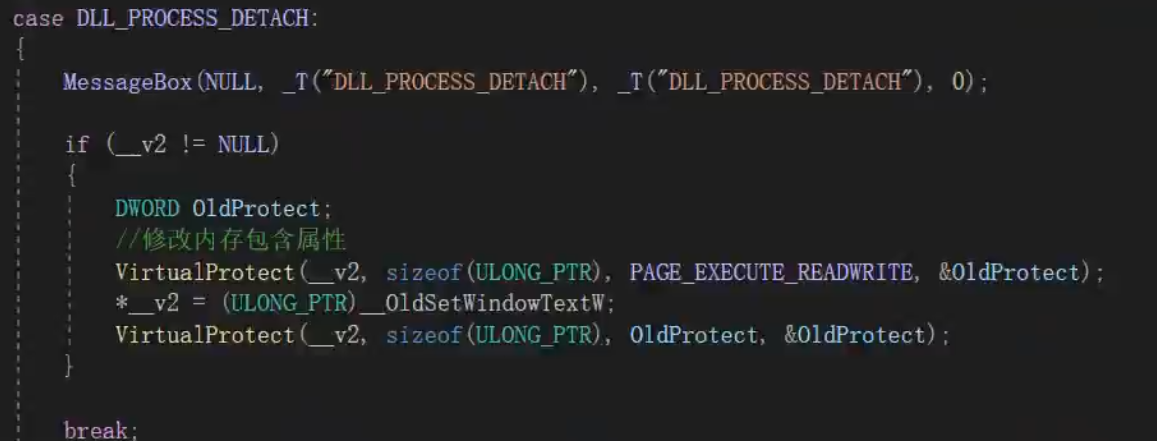 case DLL_PROCESS_DETACH:
{
MessageBox(NULL, _T("DLL_PROCESS_DETACH"), _T("DLL_PROCESS_DETACH"), 0);
if (__v2 != NULL)
{
DWORD OldProtect;
//修改内存包含属性
VirtualProtect(__v2, sizeof(ULONG_PTR), PAGE_EXECUTE_READWRITE, &OldProtect);
*__v2 = (ULONG_PTR)__OldSetWindowTextW;
VirtualProtect(__v2, sizeof(ULONG_PTR), OldProtect, &OldProtect);
}
break;